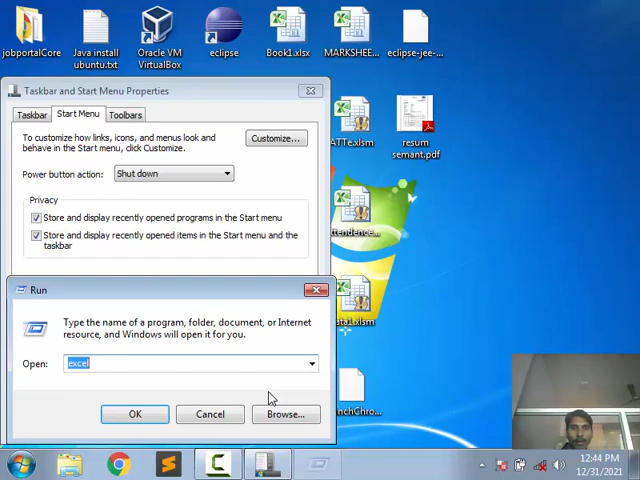 jobportalCore
Java install
ubuntu.txt
Oracle VM
VirtualBox
eclipse
Book1.xlsx
MARKSHEE...
eclipse-jee-...
Taskbar and Start Menu Properties
Taskbar
Start Menu
Toolbars
To customize how links, icons, and menus look and
behave in the Start menu, click Customize.
Customize...
Power button action:
Shut down
Privacy
Store and display recently opened programs in the Start menu
Store and display recently opened items in the Start menu and the
taskbar
ATTe.xlsm
resum
semant.pdf
ttendence...
ata1.xlsm
nchChro...
Run
Type the name of a program, folder, document, or Internet
resource, and Windows will open it for you.
Open:
excel
OK
Cancel
Browse...
12:44 PM
12/31/2021